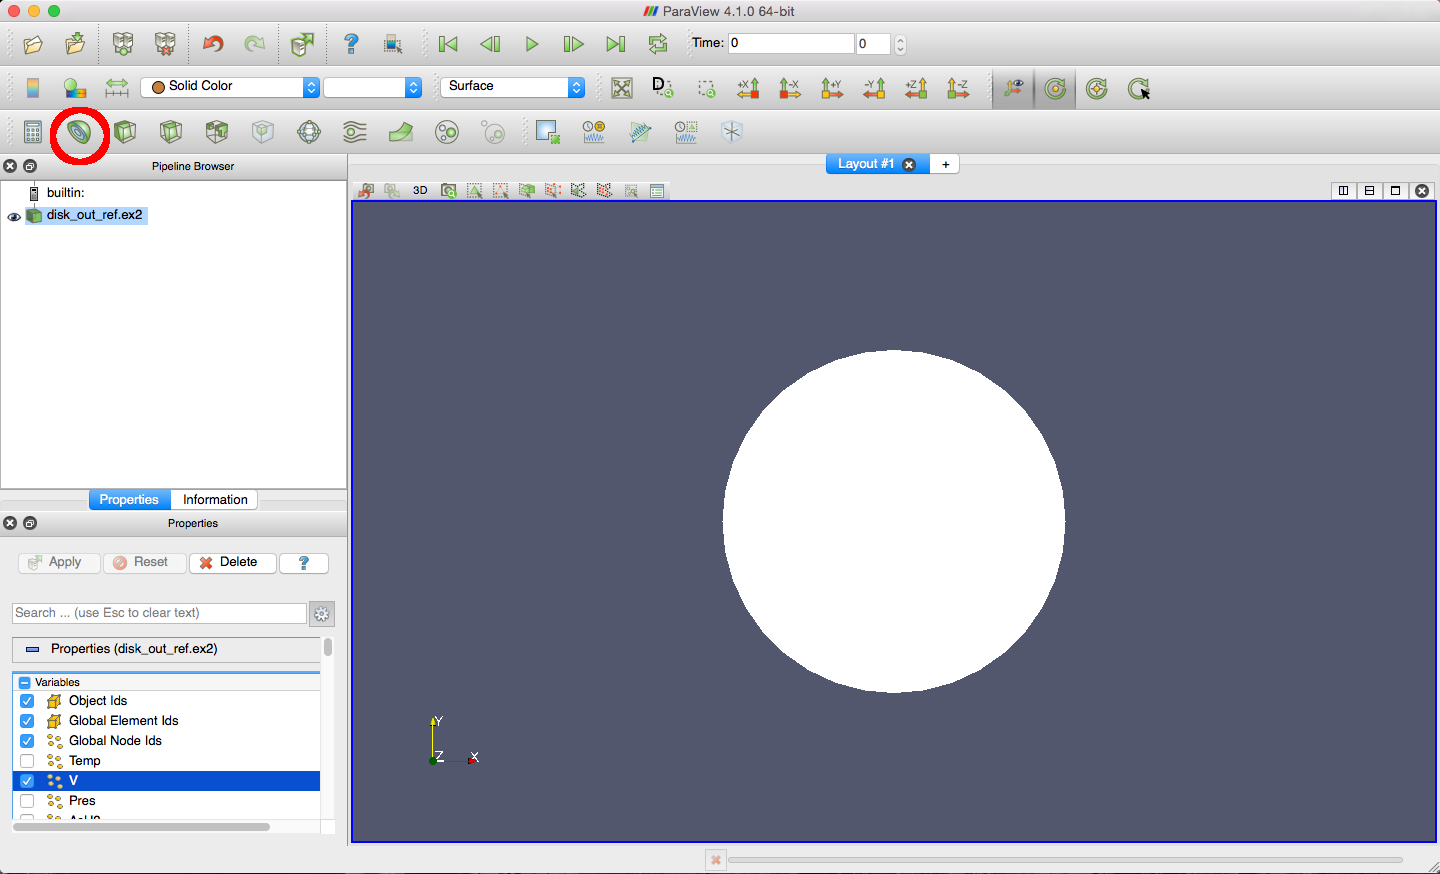 ParaView 4.1.0 64-bit
?
Time: 0
0
Solid Color
Surface
D
+X
-X
+Y
-Y
+Z
-Z
Pipeline Browser
Layout #1
+
builtin:
3D
disk_out_ref.ex2
Properties
Information
Properties
Apply
Reset
Delete
?
Search ... (use Esc to clear text)
Properties (disk_out_ref.ex2)
Variables
Object Ids
Global Element Ids
Global Node Ids
Temp
V
Pres
AsH3
Y
Z
X